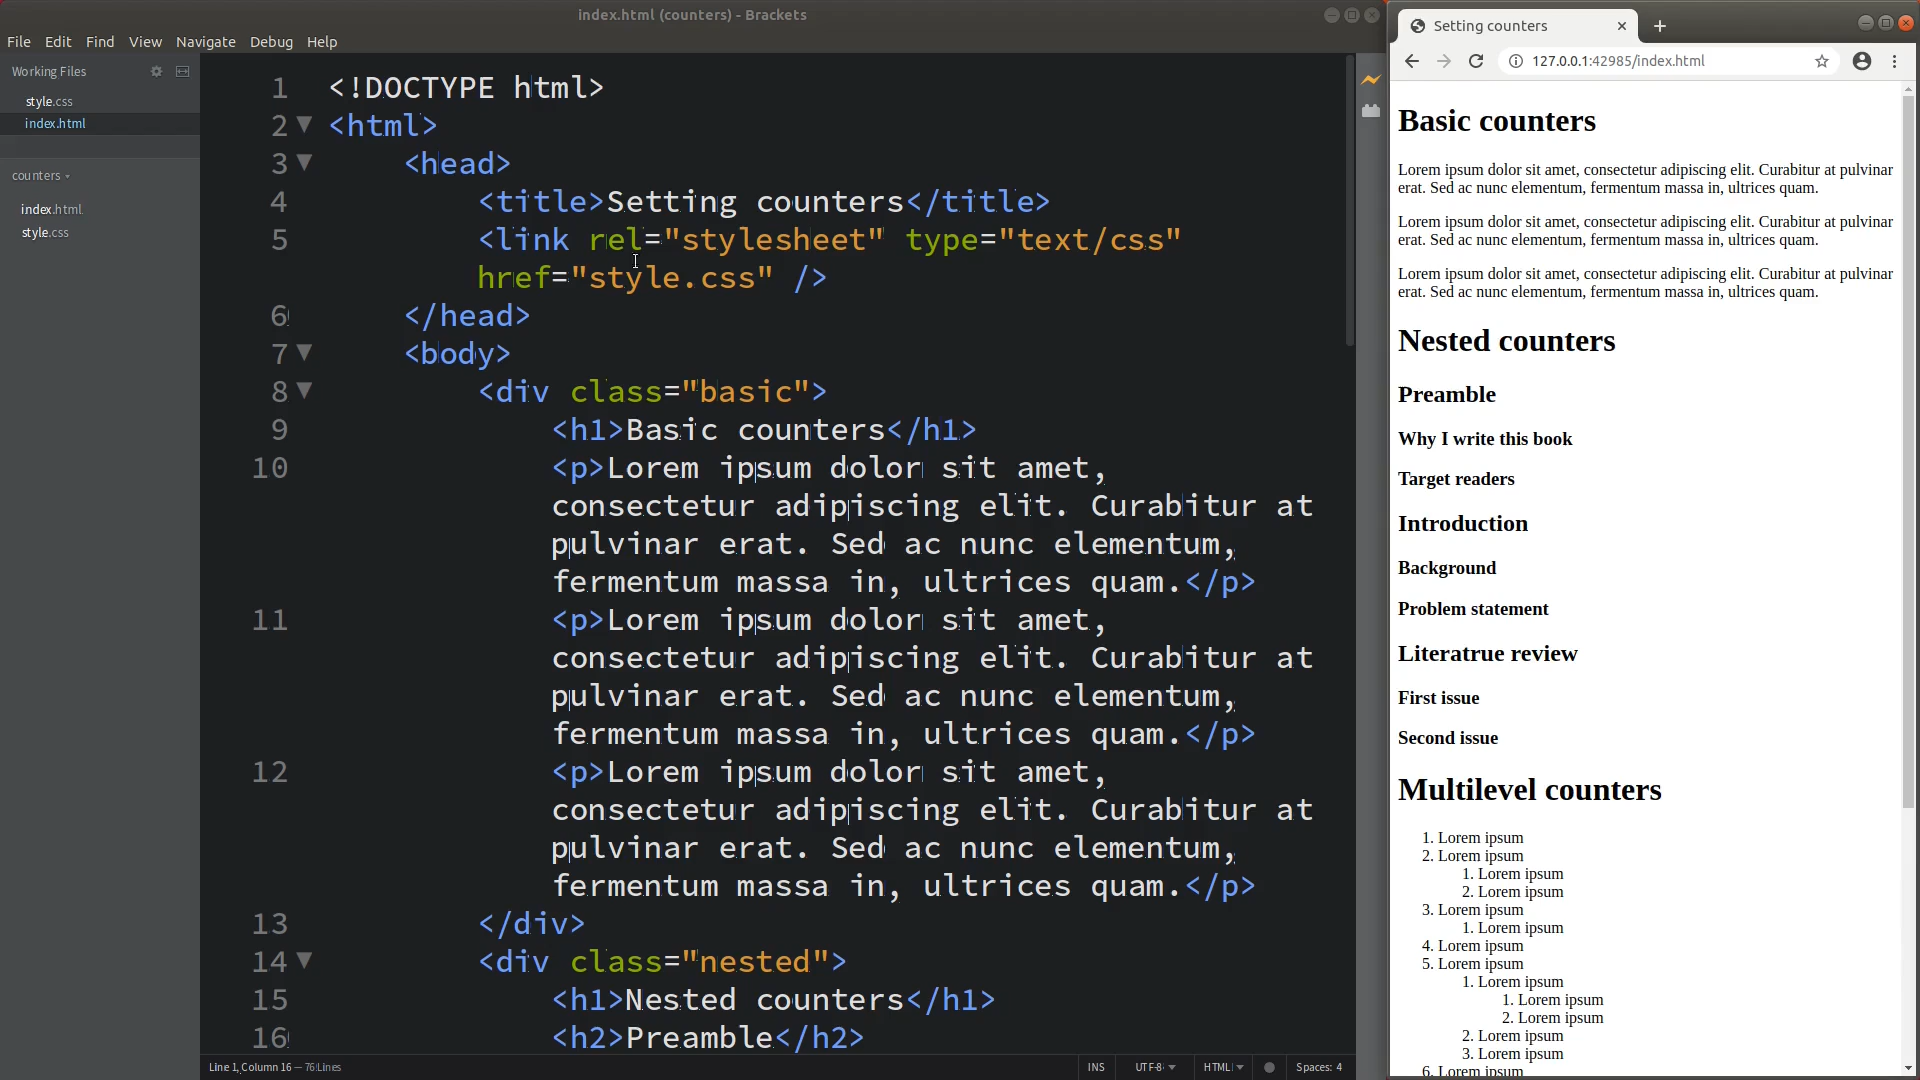 index.html (counters) - Brackets
File Edit Find View Navigate Debug Help
Working Files
style.css
index.html
counters
index.html
style.css
1 <!DOCTYPE html>
2 <html>
3 <head>
4 <title>Setting counters</title>
5 <link rel="stylesheet" type="text/css"
href="style.css" />
6 </head>
7 <body>
8 <div class="basic">
9 <h1>Basic counters</h1>
10 <p>Lorem ipsum dolor sit amet,
consectetur adipiscing elit. Curabitur at
pulvinar erat. Sed ac nunc elementum,
fermentum massa in, ultrices quam.</p>
11 <p>Lorem ipsum dolor sit amet,
consectetur adipiscing elit. Curabitur at
pulvinar erat. Sed ac nunc elementum,
fermentum massa in, ultrices quam.</p>
12 <p>Lorem ipsum dolor sit amet,
consectetur adipiscing elit. Curabitur at
pulvinar erat. Sed ac nunc elementum,
fermentum massa in, ultrices quam.</p>
13 </div>
14 <div class="nested">
15 <h1>Nested counters</h1>
16 <h2>Preamble</h2>
Line 1, Column 16 — 76 Lines
INS UTF-8 HTML Spaces: 4
Setting counters
127.0.0.1:42985/index.html
Basic counters
Lorem ipsum dolor sit amet, consectetur adipiscing elit. Curabitur at pulvinar
erat. Sed ac nunc elementum, fermentum massa in, ultrices quam.
Lorem ipsum dolor sit amet, consectetur adipiscing elit. Curabitur at pulvinar
erat. Sed ac nunc elementum, fermentum massa in, ultrices quam.
Lorem ipsum dolor sit amet, consectetur adipiscing elit. Curabitur at pulvinar
erat. Sed ac nunc elementum, fermentum massa in, ultrices quam.
Nested counters
Preamble
Why I write this book
Target readers
Introduction
Background
Problem statement
Literatrue review
First issue
Second issue
Multilevel counters
1. Lorem ipsum
2. Lorem ipsum
1. Lorem ipsum
2. Lorem ipsum
3. Lorem ipsum
1. Lorem ipsum
4. Lorem ipsum
5. Lorem ipsum
1. Lorem ipsum
1. Lorem ipsum
2. Lorem ipsum
2. Lorem ipsum
3. Lorem ipsum
6. Lorem ipsum